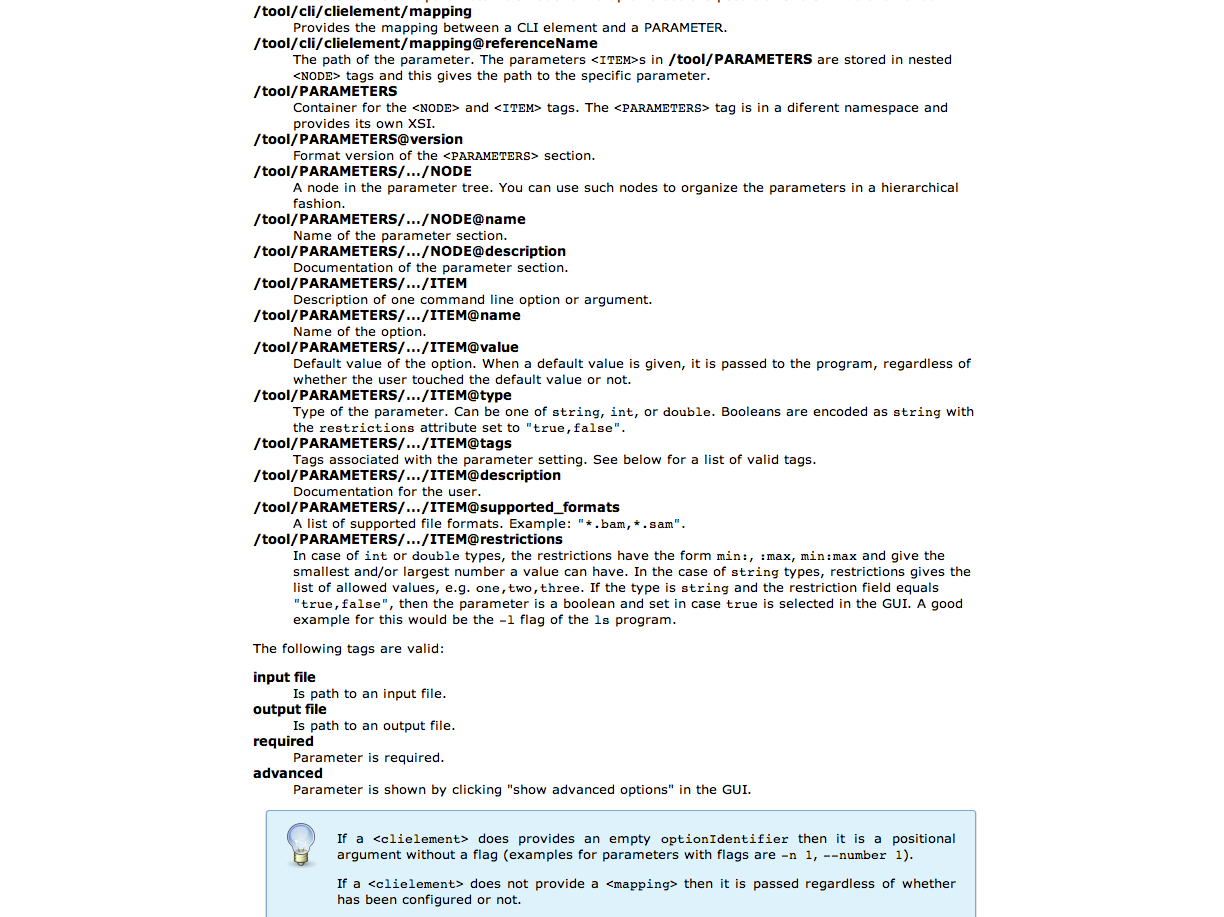 /tool/cli/clielement/mapping
Provides the mapping between a CLI element and a PARAMETER.
/tool/cli/clielement/mapping@referenceName
The path of the parameter. The parameters <ITEM>s in /tool/PARAMETERS are stored in nested
<NODE> tags and this gives the path to the specific parameter.
/tool/PARAMETERS
Container for the <NODE> and <ITEM> tags. The <PARAMETERS> tag is in a diferent namespace and
provides its own XSI.
/tool/PARAMETERS@version
Format version of the <PARAMETERS> section.
/tool/PARAMETERS/.../NODE
A node in the parameter tree. You can use such nodes to organize the parameters in a hierarchical
fashion.
/tool/PARAMETERS/.../NODE@name
Name of the parameter section.
/tool/PARAMETERS/.../NODE@description
Documentation of the parameter section.
/tool/PARAMETERS/.../ITEM
Description of one command line option or argument.
/tool/PARAMETERS/.../ITEM@name
Name of the option.
/tool/PARAMETERS/.../ITEM@value
Default value of the option. When a default value is given, it is passed to the program, regardless of
whether the user touched the default value or not.
/tool/PARAMETERS/.../ITEM@type
Type of the parameter. Can be one of string, int, or double. Booleans are encoded as string with
the restrictions attribute set to "true,false".
/tool/PARAMETERS/.../ITEM@tags
Tags associated with the parameter setting. See below for a list of valid tags.
/tool/PARAMETERS/.../ITEM@description
Documentation for the user.
/tool/PARAMETERS/.../ITEM@supported_formats
A list of supported file formats. Example: "*.bam,*.sam".
/tool/PARAMETERS/.../ITEM@restrictions
In case of int or double types, the restrictions have the form min:, :max, min:max and give the
smallest and/or largest number a value can have. In the case of string types, restrictions gives the
list of allowed values, e.g. one,two,three. If the type is string and the restriction field equals
"true,false", then the parameter is a boolean and set in case true is selected in the GUI. A good
example for this would be the -l flag of the ls program.
The following tags are valid:
input file
Is path to an input file.
output file
Is path to an output file.
required
Parameter is required.
advanced
Parameter is shown by clicking "show advanced options" in the GUI.
If a <clielement> does provides an empty optionIdentifier then it is a positional
argument without a flag (examples for parameters with flags are -n 1, --number 1).
If a <clielement> does not provide a <mapping> then it is passed regardless of whether
has been configured or not.